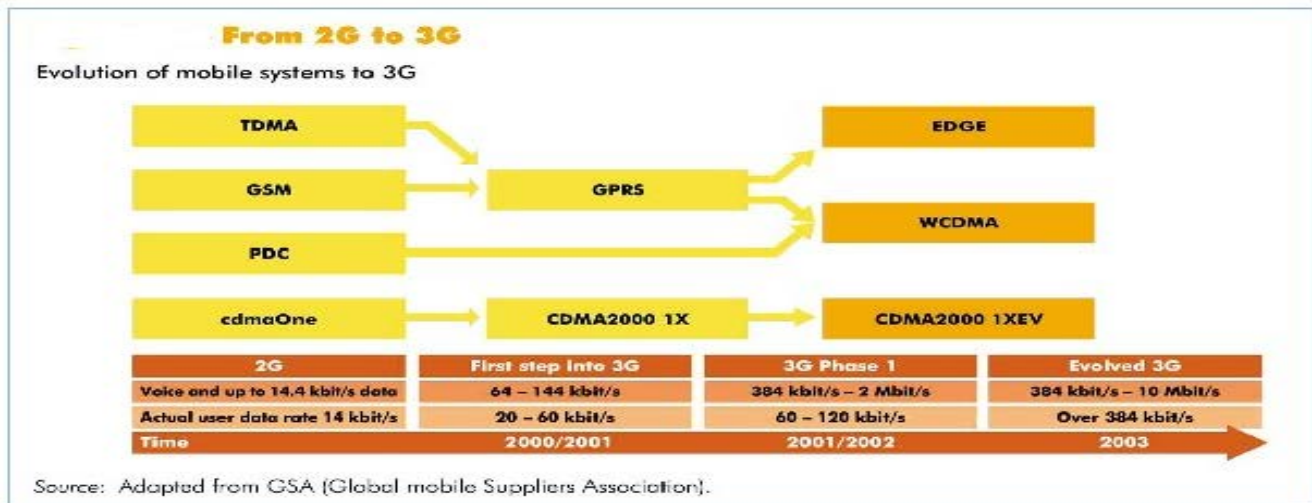 From 2G to 3G
Evolution of mobile systems to 3G
TDMA
EDGE
GSM
GPRS
WCDMA
PDC
cdmaOne
CDMA2000 1X
CDMA2000 1XEV
2G First step into 3G 3G Phase 1 Evolved 3G
Voice and up to 14.4 kbit/s data 64 – 144 kbit/s 384 kbit/s – 2 Mbit/s 384 kbit/s – 10 Mbit/s
Actual user data rate 14 kbit/s 20 – 60 kbit/s 60 – 120 kbit/s Over 384 kbit/s
Time 2000/2001 2001/2002 2003
Source: Adapted from GSA (Global mobile Suppliers Association).